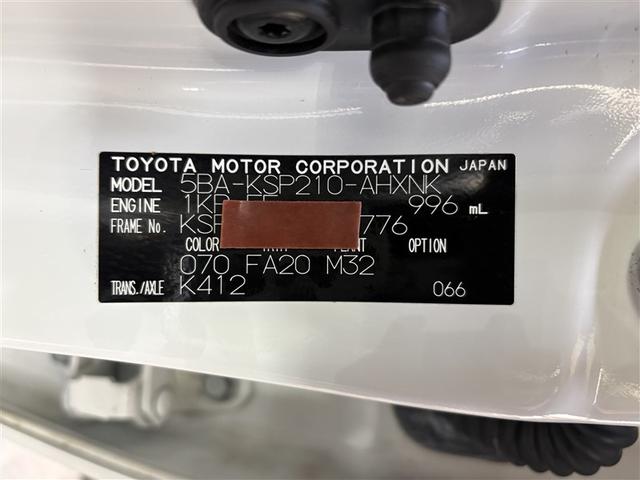 TOYOTA MOTOR CORPORATION JAPAN
MODEL 5BA-KSP210-AHXNK
ENGINE 996 mL
FRAME No. 776
COLOR OPTION
070 FA20 M32
TRANS./AXLE K412 066